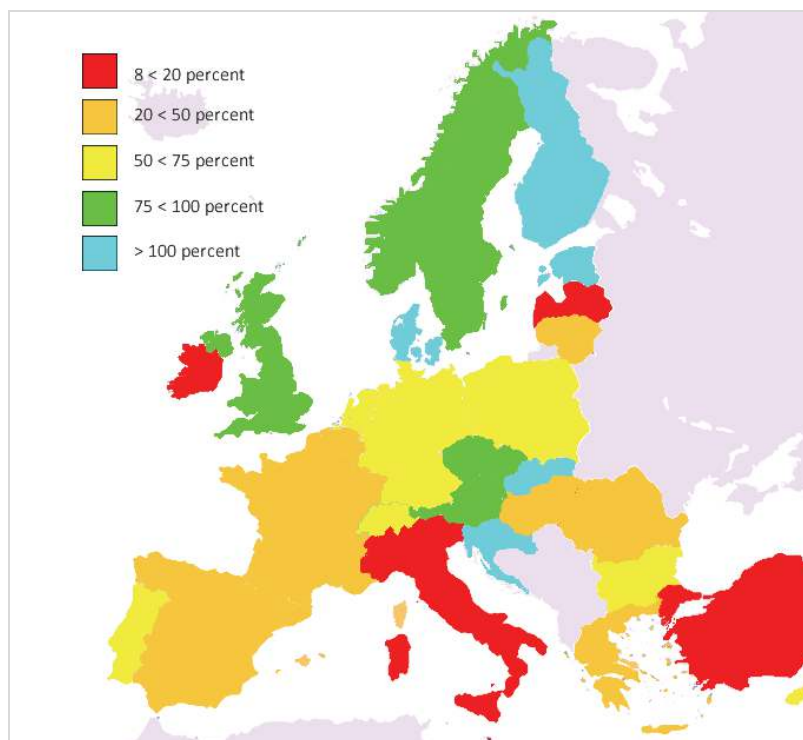 8 < 20 percent
20 < 50 percent
50 < 75 percent
75 < 100 percent
> 100 percent